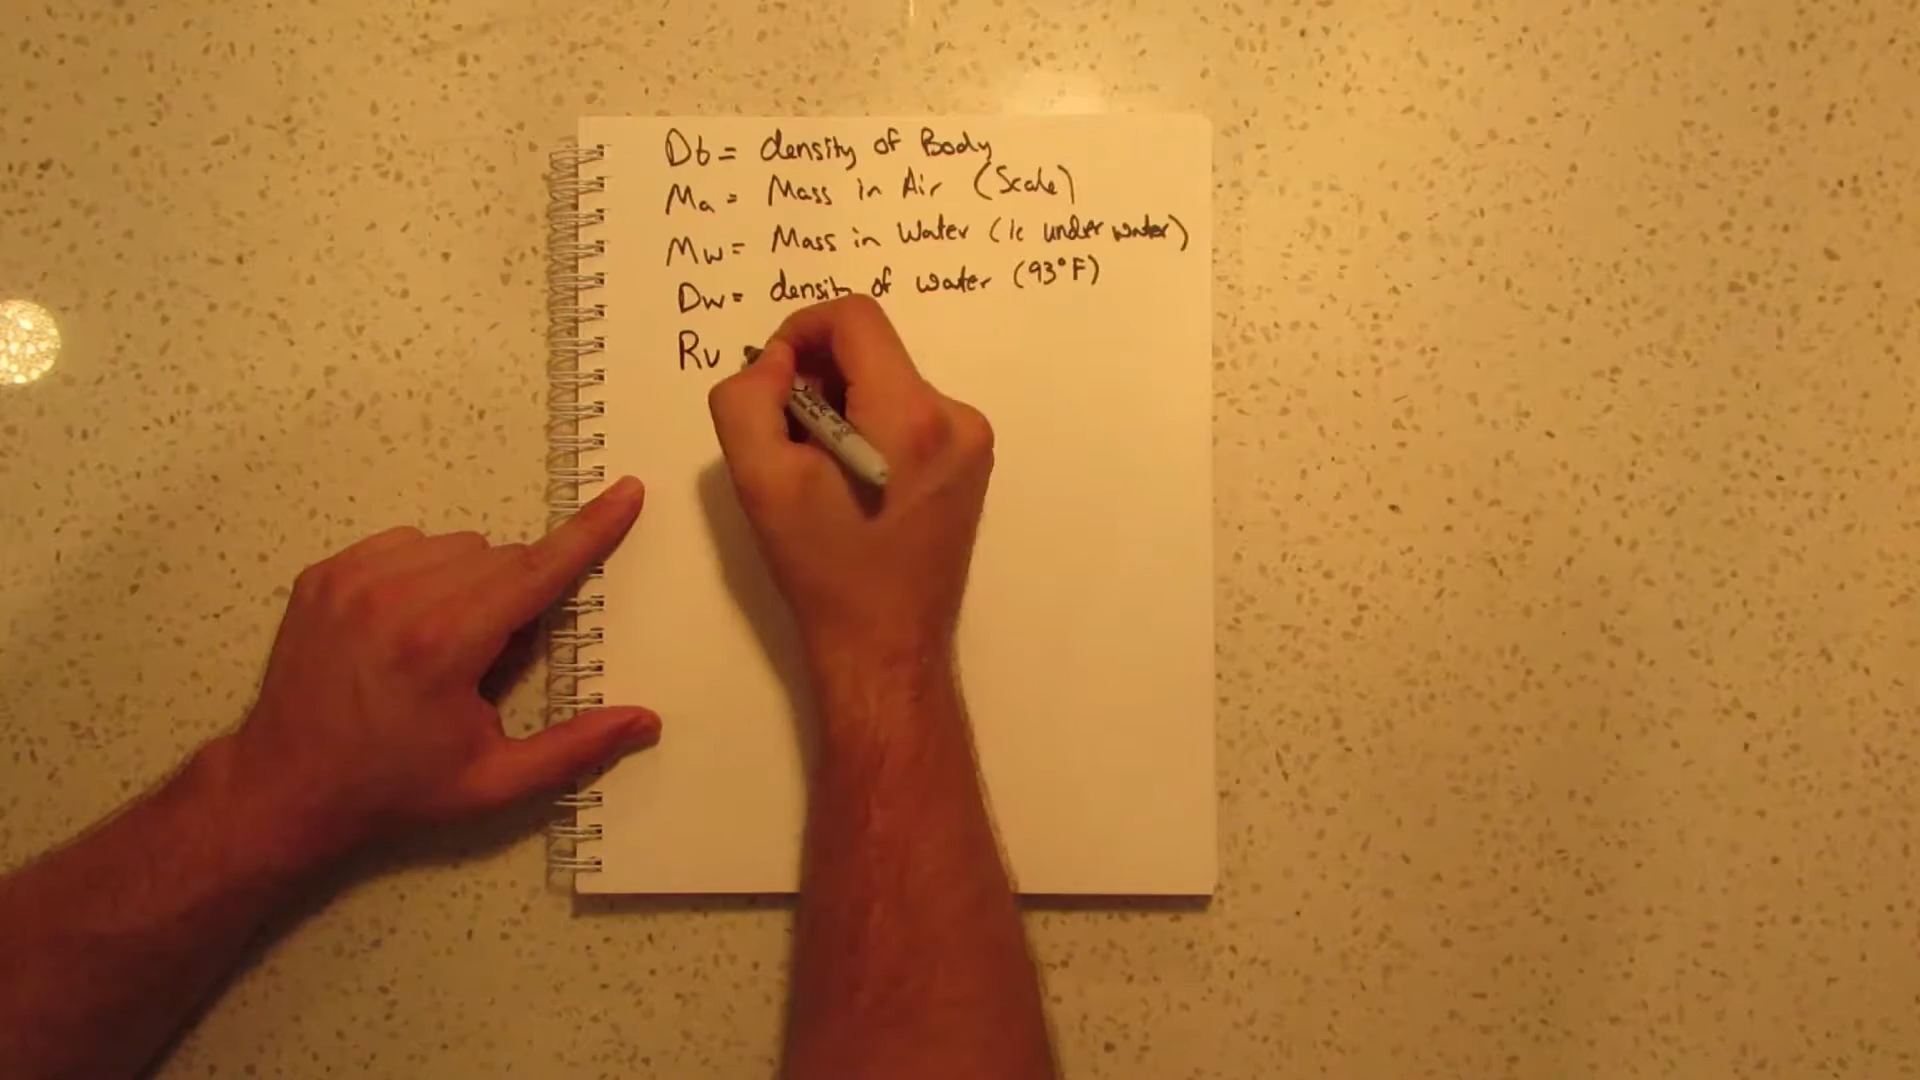 Db = density of Body
Ma = Mass in Air (Scale)
Mw = Mass in Water (ie under water)
Dw = density of water (93°F)
Rv